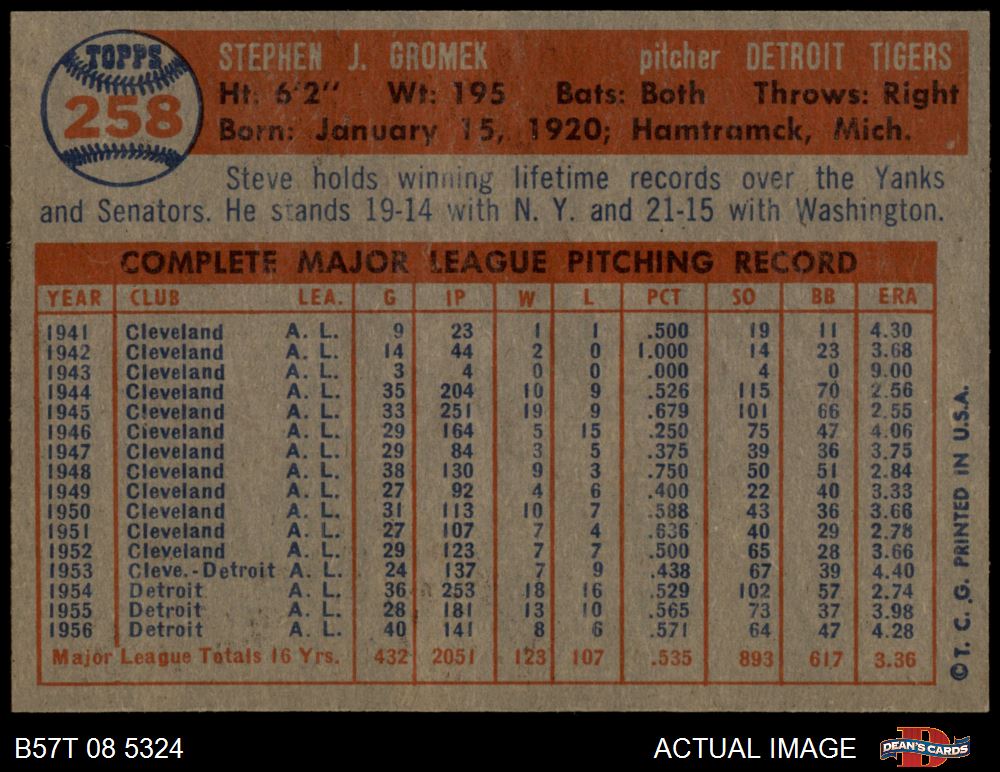 TOPPS
258
STEPHEN J. GROMEK pitcher DETROIT TIGERS
Ht: 6'2" Wt: 195 Bats: Both Throws: Right
Born: January 15, 1920; Hamtramck, Mich.
Steve holds winning lifetime records over the Yanks
and Senators. He stands 19-14 with N. Y. and 21-15 with Washington.
COMPLETE MAJOR LEAGUE PITCHING RECORD
YEAR CLUB LEA. G IP W L PCT SO BB ERA
1941 Cleveland A. L. 9 23 1 1 .500 19 11 4.30
1942 Cleveland A. L. 14 44 2 0 1.000 14 23 3.68
1943 Cleveland A. L. 3 4 0 0 .000 4 0 9.00
1944 Cleveland A. L. 35 204 10 9 .526 115 70 2.56
1945 Cleveland A. L. 33 251 19 9 .679 101 66 2.55
1946 Cleveland A. L. 29 164 5 15 .250 75 47 4.06
1947 Cleveland A. L. 29 84 3 5 .375 39 36 3.75
1948 Cleveland A. L. 38 130 9 3 .750 50 51 2.84
1949 Cleveland A. L. 27 92 4 6 .400 22 40 3.33
1950 Cleveland A. L. 31 113 10 7 .588 43 36 3.66
1951 Cleveland A. L. 27 107 7 4 .636 40 29 2.78
1952 Cleveland A. L. 29 123 7 7 .500 65 28 3.66
1953 Cleve.-Detroit A. L. 24 137 7 9 .438 67 39 4.40
1954 Detroit A. L. 36 253 18 16 .529 102 57 2.74
1955 Detroit A. L. 28 181 13 10 .565 73 37 3.98
1956 Detroit A. L. 40 141 8 6 .571 64 47 4.28
Major League Totals 16 Yrs. 432 2051 123 107 .535 893 617 3.36
©T. C. G. PRINTED IN U.S.A.
B57T 08 5324 ACTUAL IMAGE DEAN'S CARDS